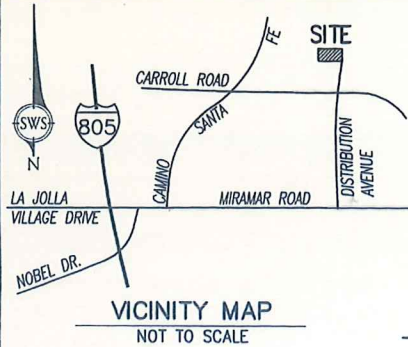 SITE
FE
CARROLL ROAD
SANTA
SWS
805
N
CAMINO
DISTRIBUTION
AVENUE
LA JOLLA
VILLAGE DRIVE
MIRAMAR ROAD
NOBEL DR.
VICINITY MAP
NOT TO SCALE